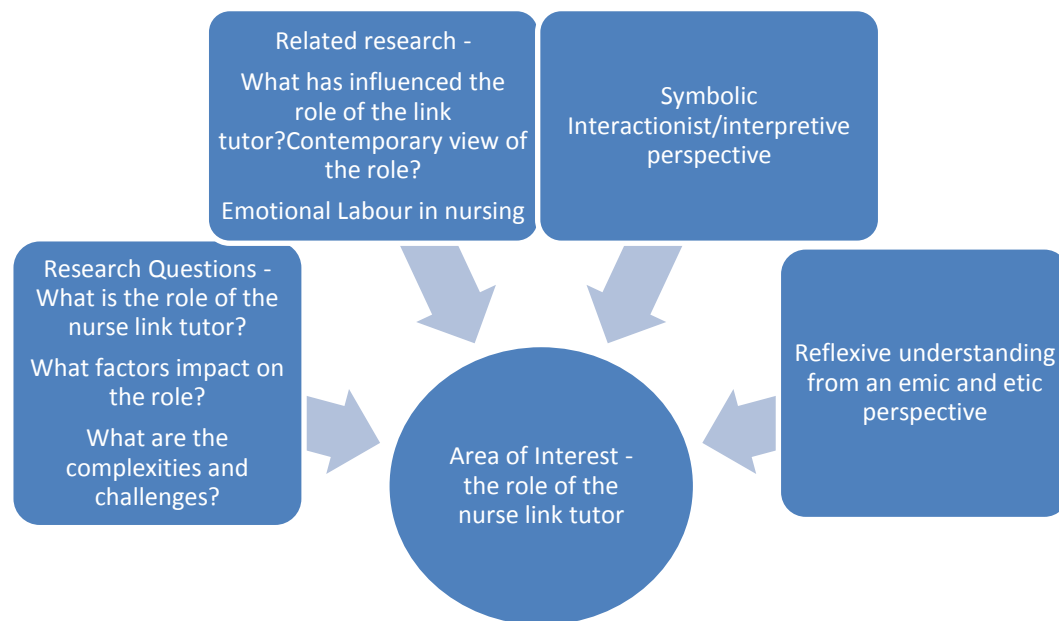 Related research -
What has influenced the
role of the link
tutor?Contemporary view of
the role?
Emotional Labour in nursing
Symbolic
Interactionist/interpretive
perspective
Research Questions -
What is the role of the
nurse link tutor?
What factors impact on
the role?
What are the
complexities and
challenges?
Reflexive understanding
from an emic and etic
perspective
Area of Interest -
the role of the
nurse link tutor